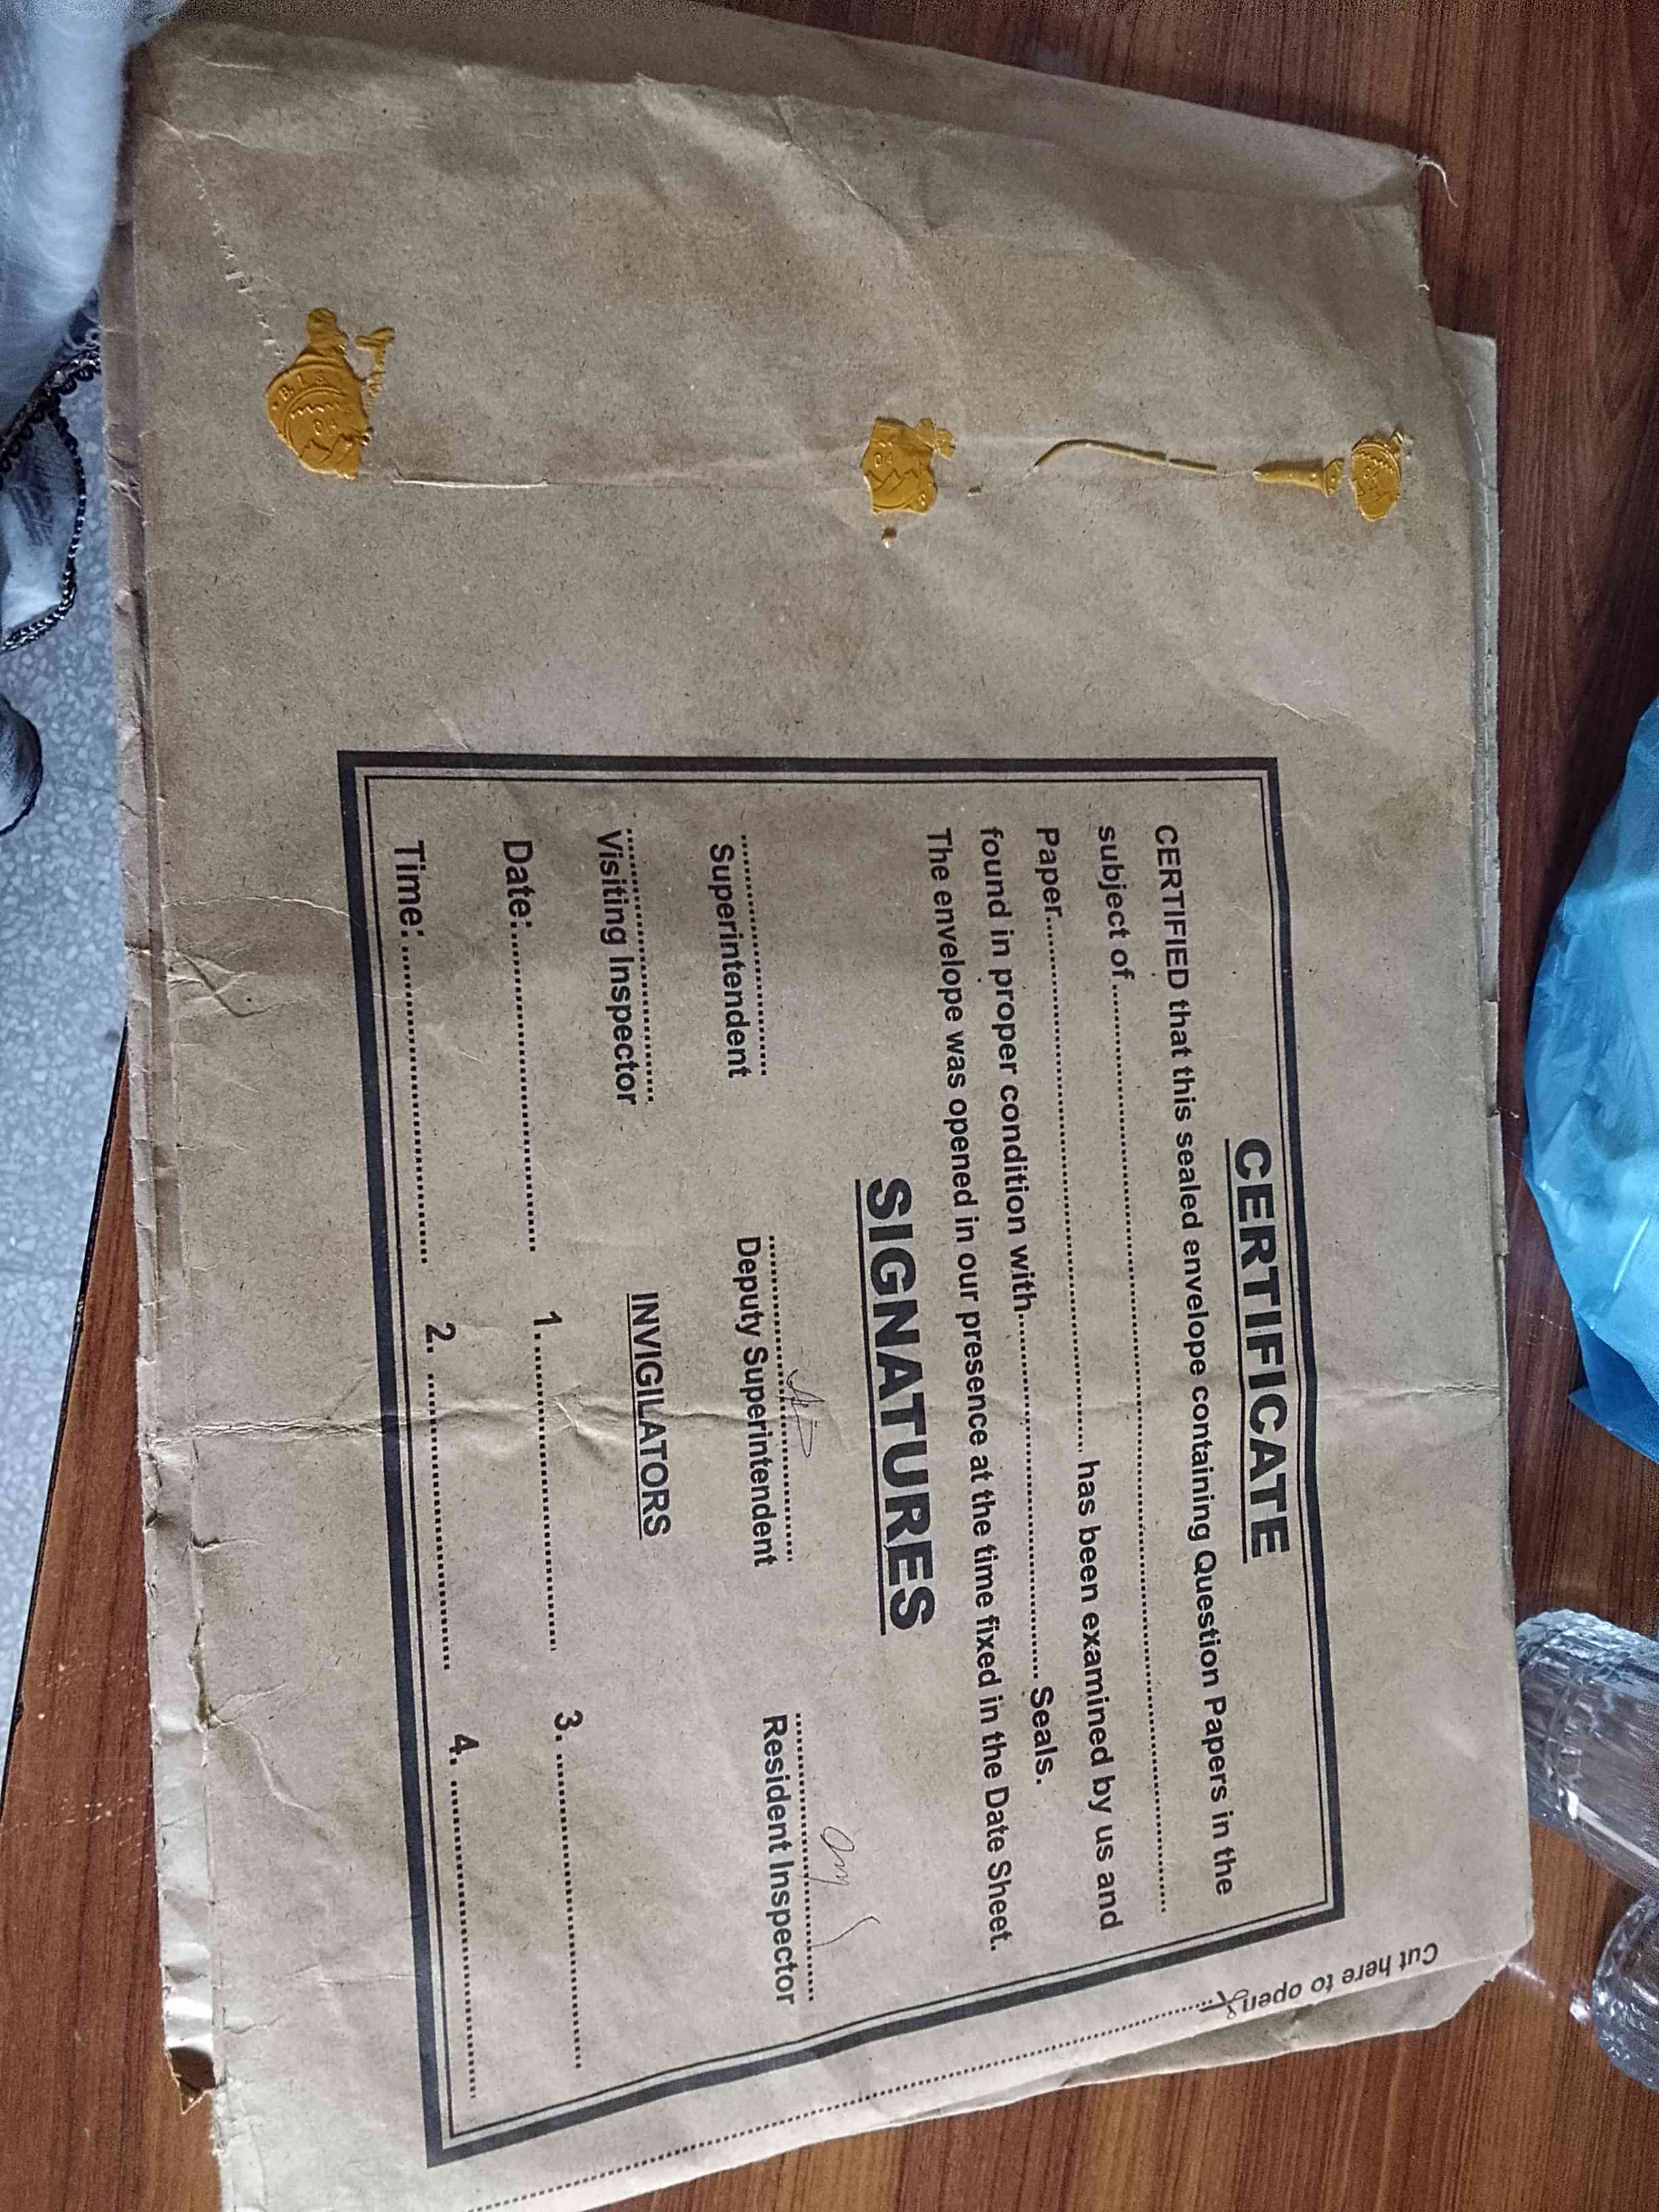 CERTIFICATE
CERTIFIED that this sealed envelope containing Question Papers in the
subject of..........................................................................
Paper.................................................. has been examined by us and
found in proper condition with................................. Seals.
The envelope was opened in our presence at the time fixed in the Date Sheet.
SIGNATURES
Superintendent Deputy Superintendent Resident Inspector
Visiting Inspector INVIGILATORS
Date:.............................. 1. .............................. 3. ..............................
Time:.............................. 2. .............................. 4. ..............................
Cut here to open
B.I.S